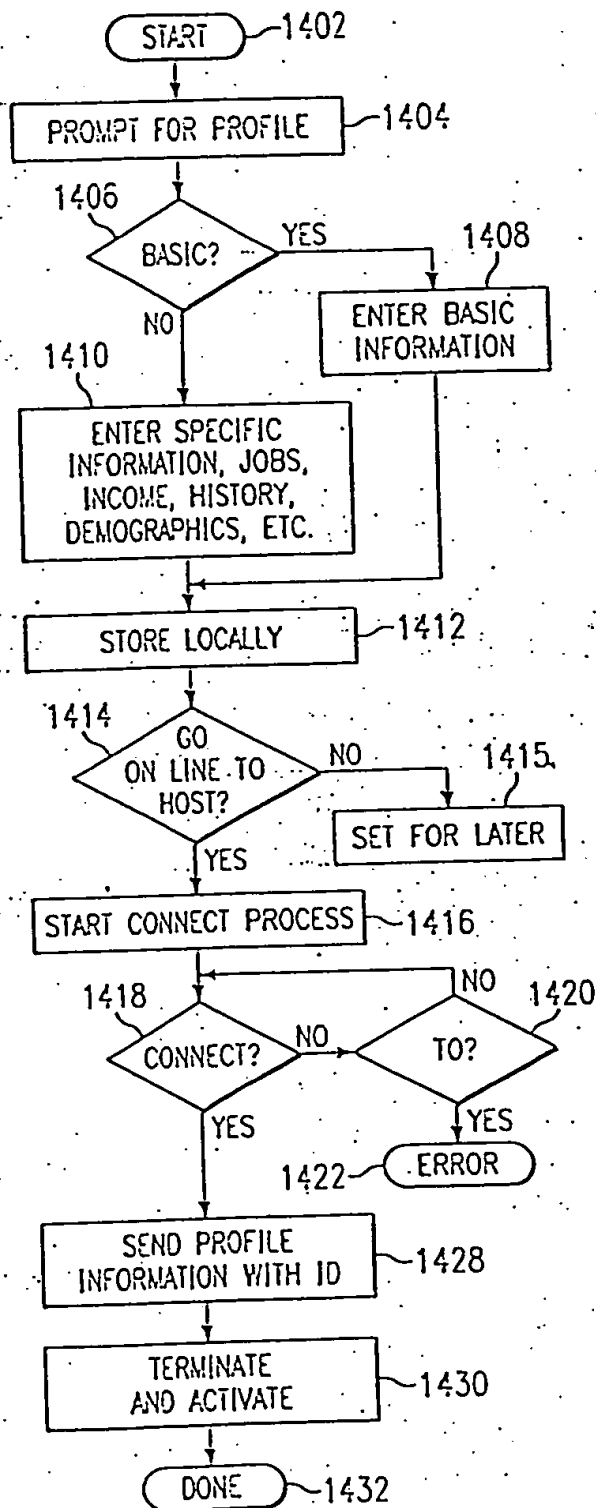 START
1402
PROMPT FOR PROFILE
1404
1406
BASIC?
YES
NO
1408
ENTER BASIC
INFORMATION
1410
ENTER SPECIFIC
INFORMATION, JOBS,
INCOME, HISTORY,
DEMOGRAPHICS, ETC.
STORE LOCALLY
1412
1414
GO
ON LINE TO
HOST?
NO
YES
1415
SET FOR LATER
START CONNECT PROCESS
1416
1418
CONNECT?
NO
YES
NO
1420
TO?
YES
1422
ERROR
SEND PROFILE
INFORMATION WITH ID
1428
TERMINATE
AND ACTIVATE
1430
DONE
1432